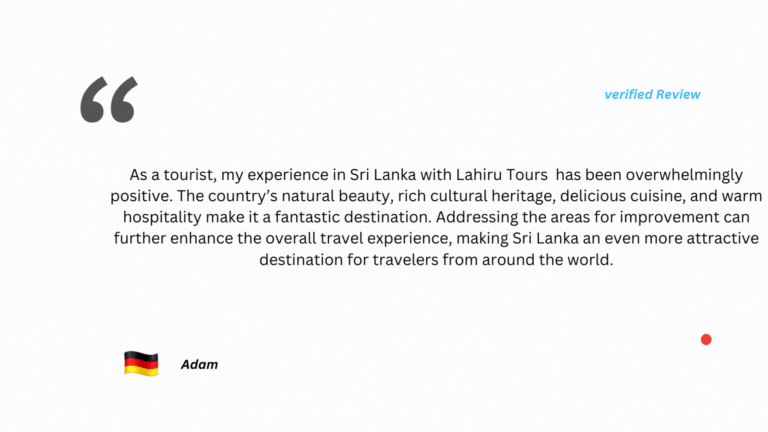 “
verified Review
As a tourist, my experience in Sri Lanka with Lahiru Tours  has been overwhelmingly
positive. The country’s natural beauty, rich cultural heritage, delicious cuisine, and warm
hospitality make it a fantastic destination. Addressing the areas for improvement can
further enhance the overall travel experience, making Sri Lanka an even more attractive
destination for travelers from around the world.
Adam